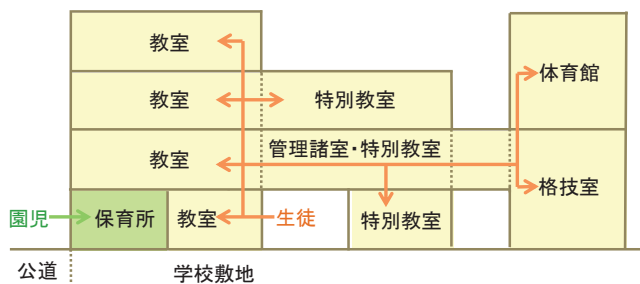 教室
体育館
教室
特別教室
教室
管理諸室・特別教室
格技室
園児
保育所
教室
生徒
特別教室
公道
学校敷地